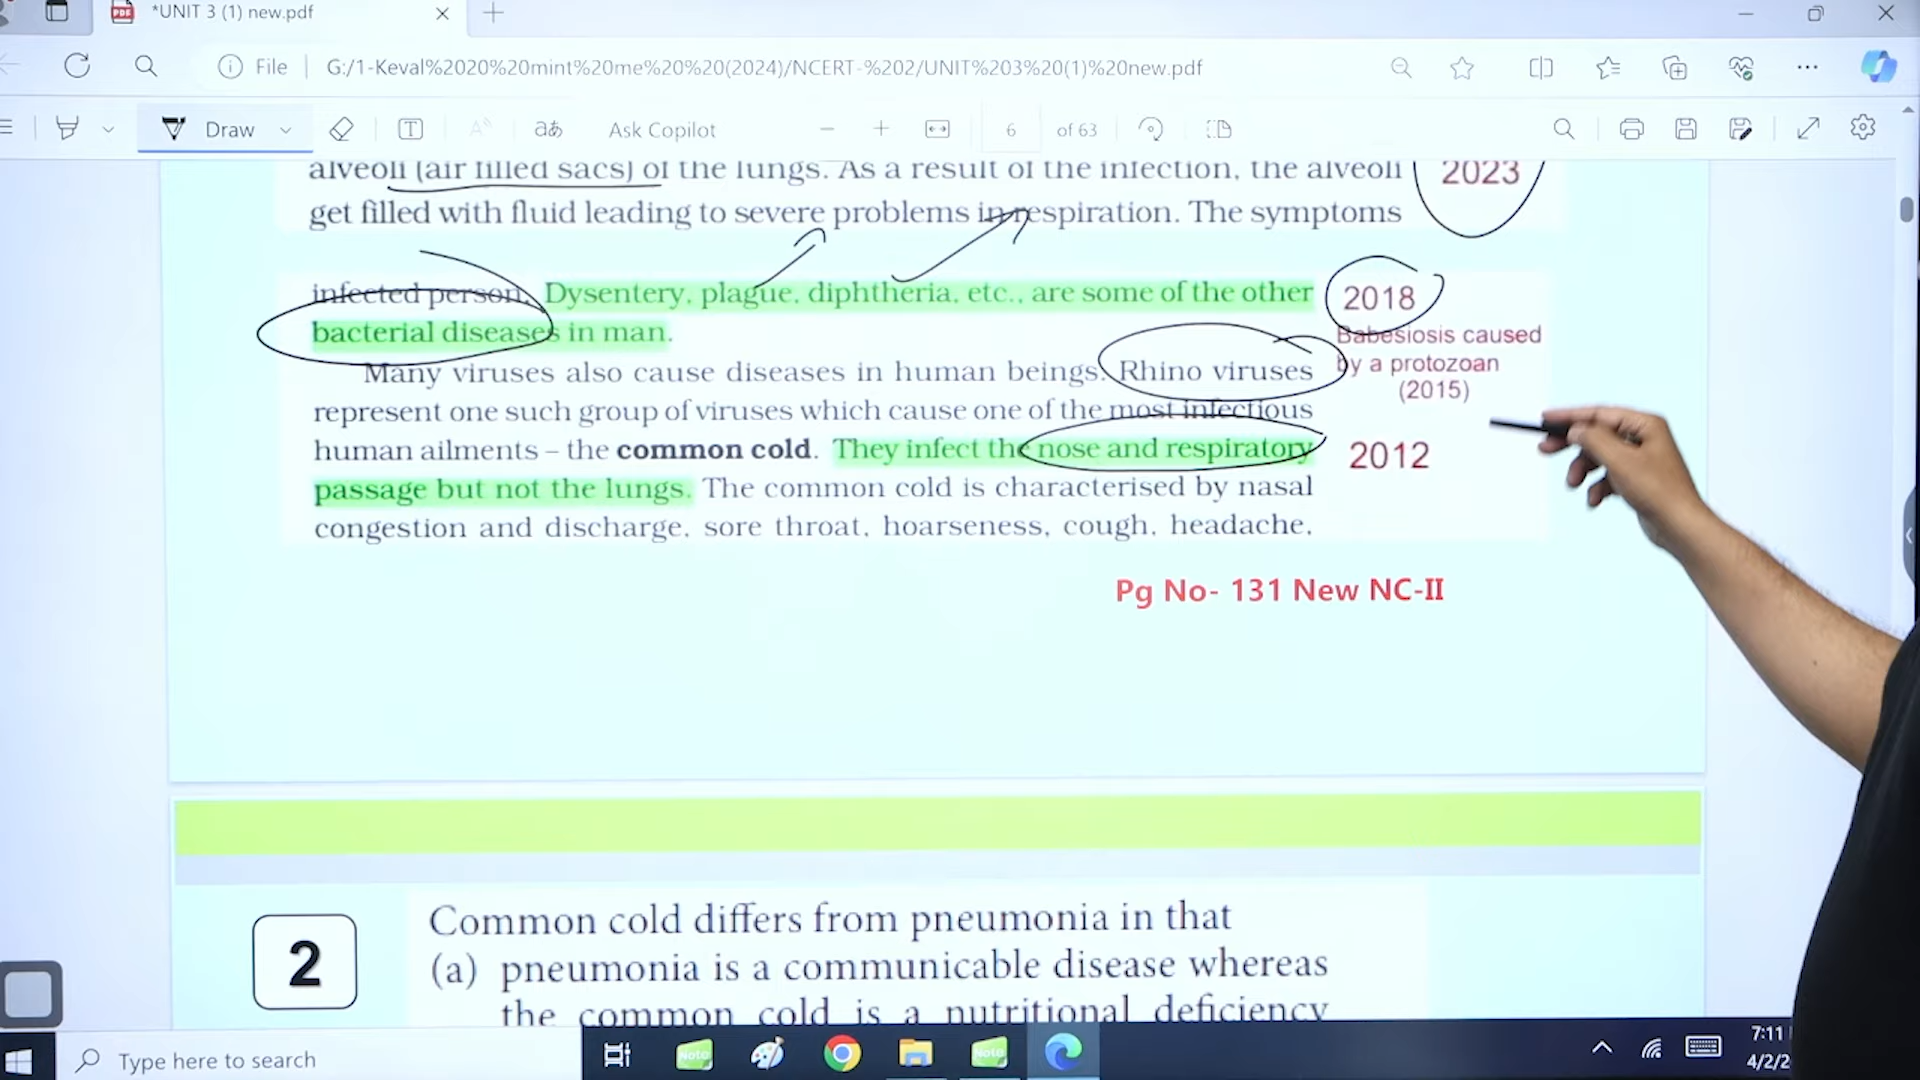 *UNIT 3 (1) new.pdf
File
G:/1-Keval%2020%20mint%20me%20%20(2024)/NCERT-%202/UNIT%203%20(1)%20new.pdf
Draw
aあ
Ask Copilot
6 of 63
alveoli (air filled sacs) of the lungs. As a result of the infection, the alveoli
2023
get filled with fluid leading to severe problems in respiration. The symptoms
infected person. Dysentery, plague, diphtheria, etc., are some of the other
2018
bacterial diseases in man.
Babesiosis caused
by a protozoan
(2015)
Many viruses also cause diseases in human beings. Rhino viruses
represent one such group of viruses which cause one of the most infectious
human ailments – the common cold. They infect the nose and respiratory
2012
passage but not the lungs. The common cold is characterised by nasal
congestion and discharge, sore throat, hoarseness, cough, headache,
Pg No- 131 New NC-II
2
Common cold differs from pneumonia in that
(a) pneumonia is a communicable disease whereas
the common cold is a nutritional deficiency
Type here to search
Note
Note
7:11
4/2/2